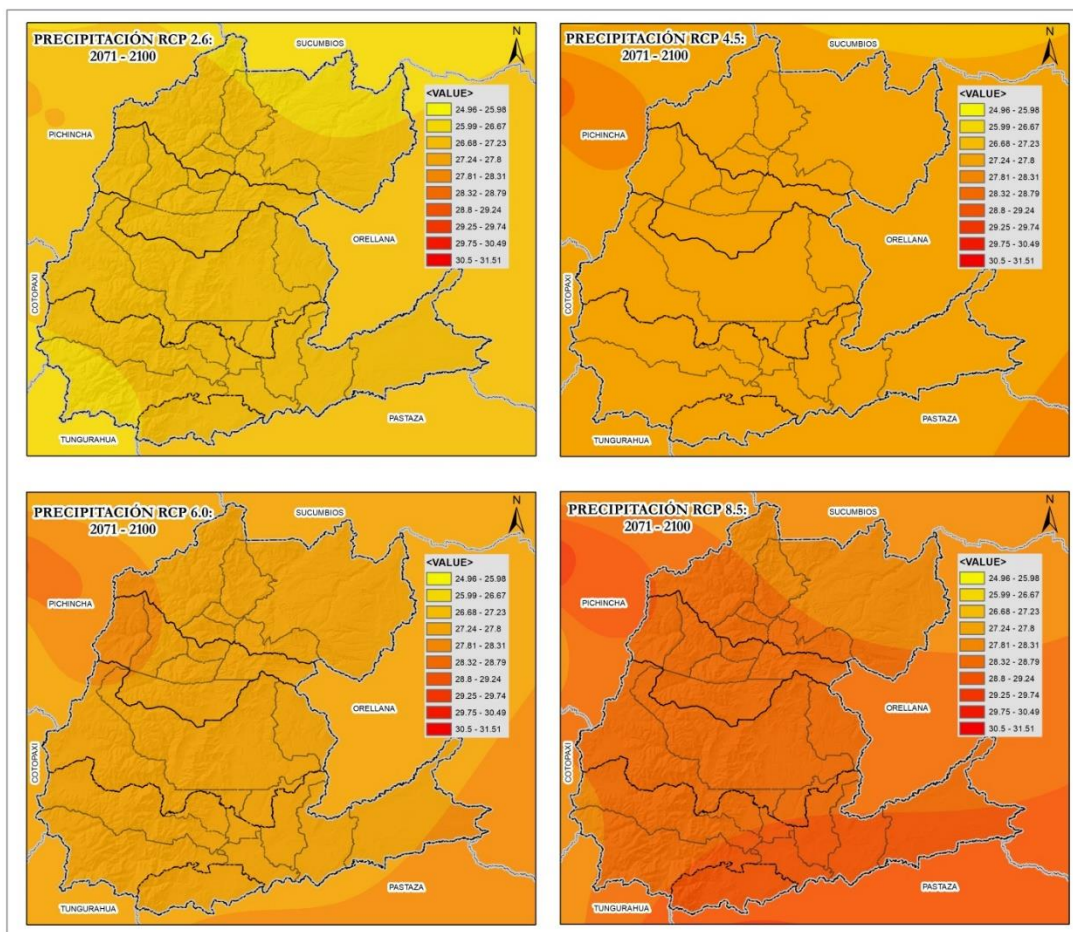 PRECIPITACIÓN RCP 2.6:
2071 - 2100
SUCUMBIOS
N
<VALUE>
24.96 - 25.98
25.99 - 26.67
26.68 - 27.23
27.24 - 27.8
27.81 - 28.31
28.32 - 28.79
28.8 - 29.24
29.25 - 29.74
29.75 - 30.49
30.5 - 31.51
PICHINCHA
ORELLANA
COTOPAXI
PASTAZA
TUNGURAHUA
PRECIPITACIÓN RCP 4.5:
2071 - 2100
SUCUMBIOS
N
<VALUE>
24.96 - 25.98
25.99 - 26.67
26.68 - 27.23
27.24 - 27.8
27.81 - 28.31
28.32 - 28.79
28.8 - 29.24
29.25 - 29.74
29.75 - 30.49
30.5 - 31.51
PICHINCHA
ORELLANA
COTOPAXI
PASTAZA
TUNGURAHUA
PRECIPITACIÓN RCP 6.0:
2071 - 2100
SUCUMBIOS
N
<VALUE>
24.96 - 25.98
25.99 - 26.67
26.68 - 27.23
27.24 - 27.8
27.81 - 28.31
28.32 - 28.79
28.8 - 29.24
29.25 - 29.74
29.75 - 30.49
30.5 - 31.51
PICHINCHA
ORELLANA
COTOPAXI
PASTAZA
TUNGURAHUA
PRECIPITACIÓN RCP 8.5:
2071 - 2100
SUCUMBIOS
N
<VALUE>
24.96 - 25.98
25.99 - 26.67
26.68 - 27.23
27.24 - 27.8
27.81 - 28.31
28.32 - 28.79
28.8 - 29.24
29.25 - 29.74
29.75 - 30.49
30.5 - 31.51
PICHINCHA
ORELLANA
COTOPAXI
PASTAZA
TUNGURAHUA